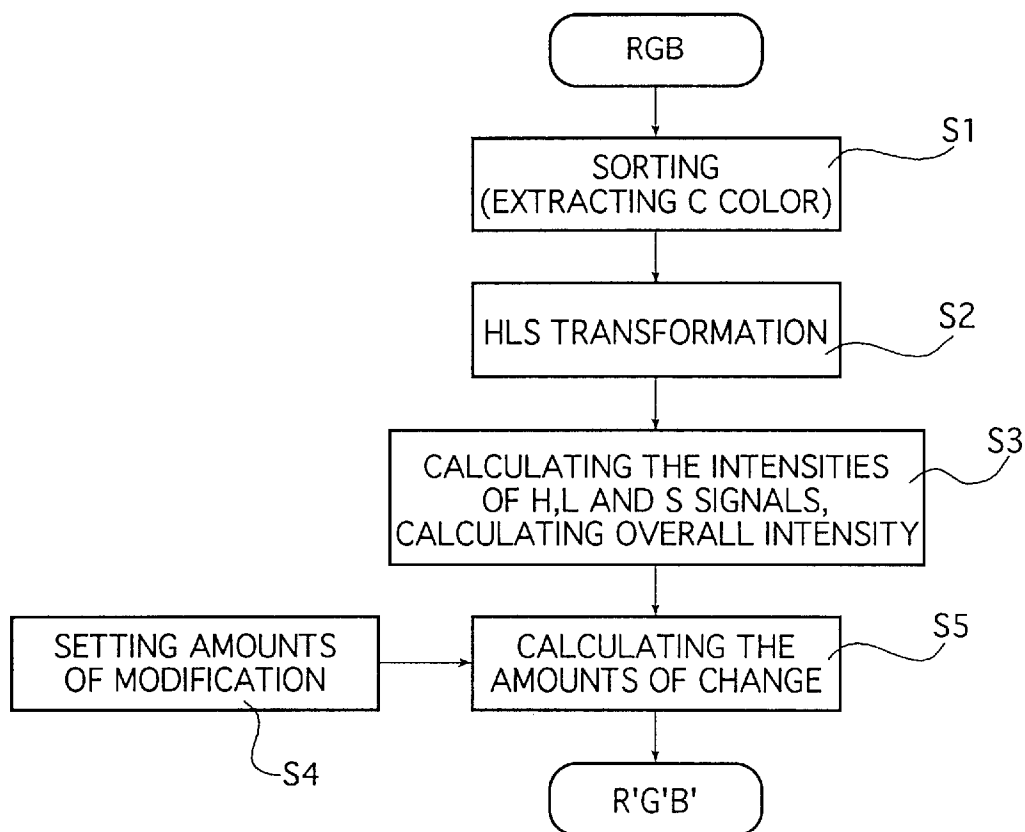 RGB
S1
SORTING
(EXTRACTING C COLOR)
S2
HLS TRANSFORMATION
S3
CALCULATING THE INTENSITIES
OF H,L AND S SIGNALS,
CALCULATING OVERALL INTENSITY
SETTING AMOUNTS
OF MODIFICATION
S4
S5
CALCULATING THE
AMOUNTS OF CHANGE
R'G'B'